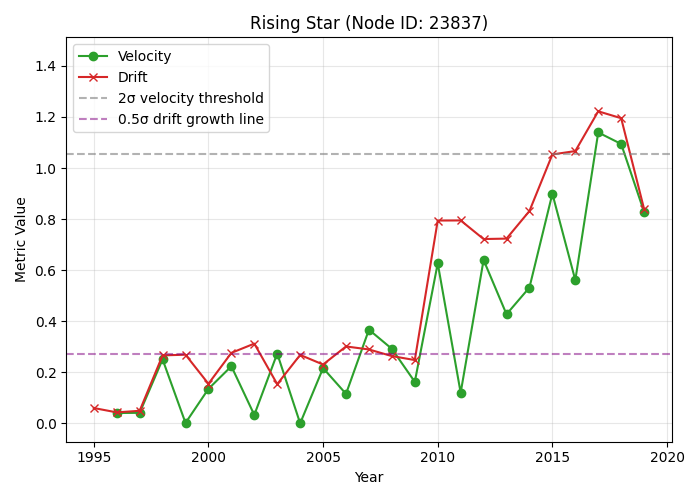 Rising Star (Node ID: 23837)
Velocity
Drift
2σ velocity threshold
0.5σ drift growth line
Metric Value
1.4
1.2
1.0
0.8
0.6
0.4
0.2
0.0
1995 2000 2005 2010 2015 2020
Year